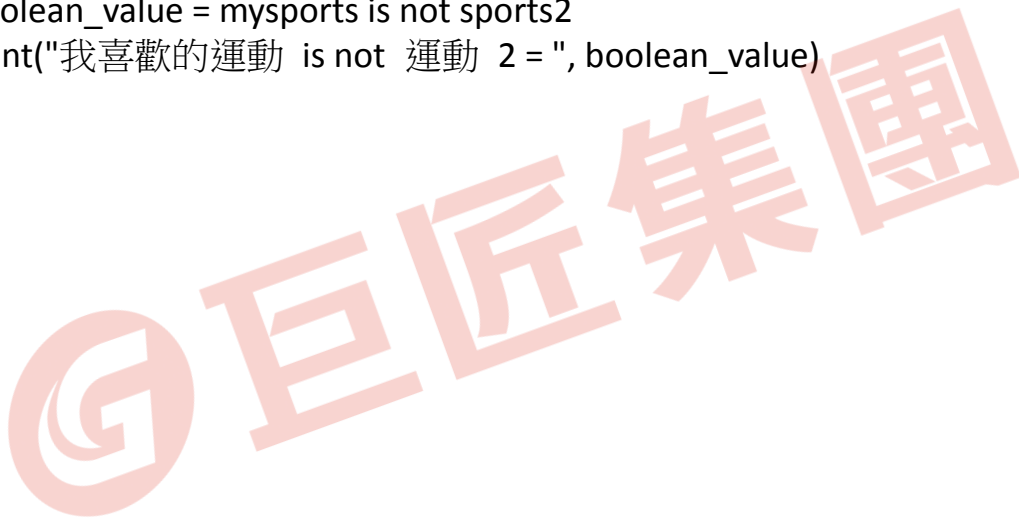 olean_value = mysports is not sports2
nt("我喜歡的運動 is not 運動 2 = ", boolean_value)
G巨匠集團